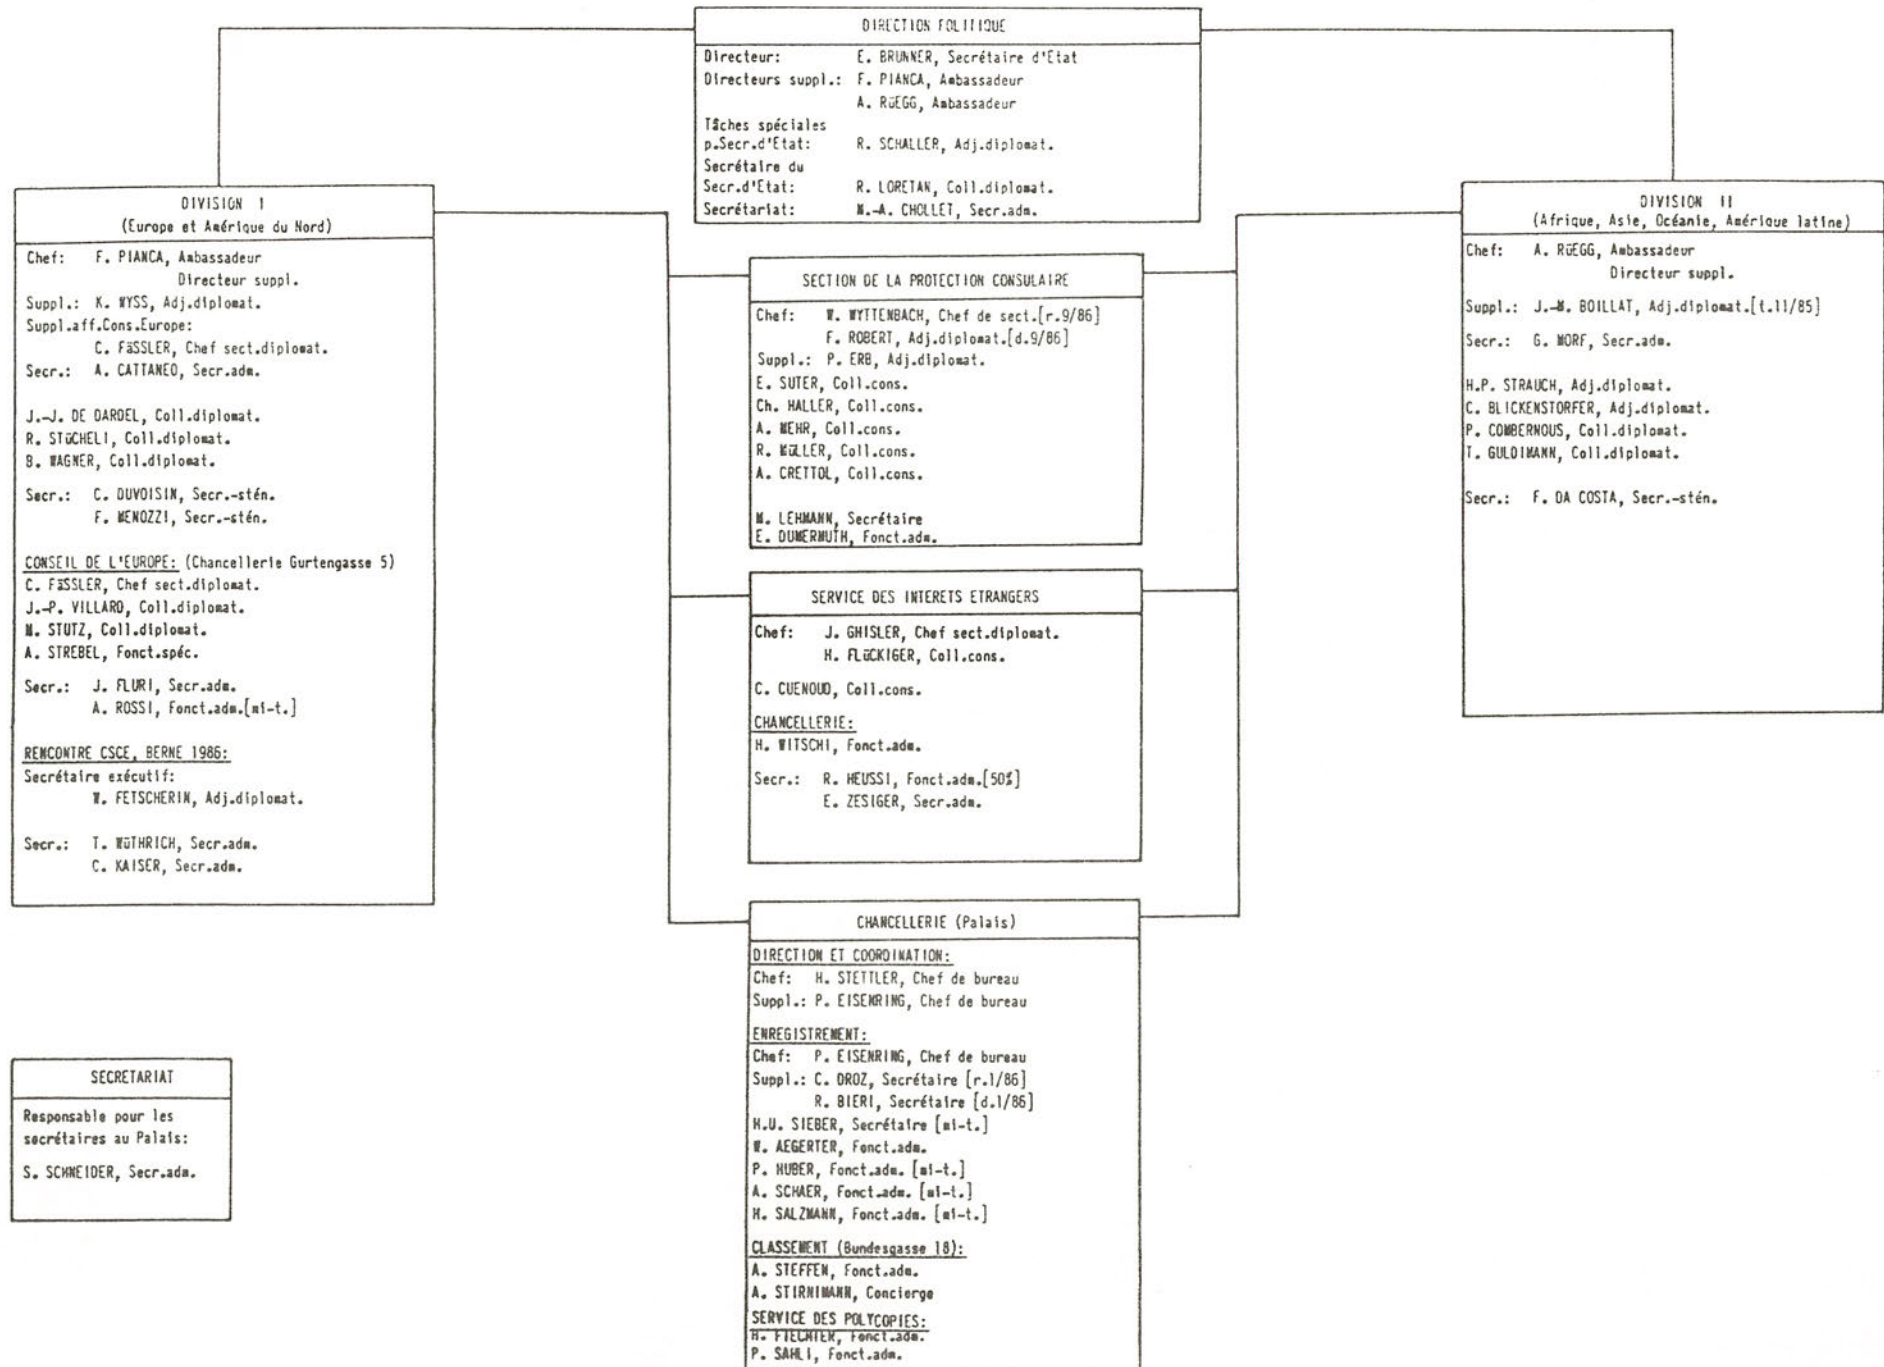 DIRECTION POLITIQUE
Directeur: E. BRUNNER, Secrétaire d'Etat
Directeurs suppl.: F. PIANCA, Ambassadeur
A. RüEGG, Ambassadeur
Tâches spéciales
p.Secr.d'Etat: R. SCHALLER, Adj.diplomat.
Secrétaire du
Secr.d'Etat: R. LORETAN, Coll.diplomat.
Secrétariat: M.-A. CHOLLET, Secr.adm.
DIVISION I
(Europe et Amérique du Nord)
Chef: F. PIANCA, Ambassadeur
Directeur suppl.
Suppl.: K. WYSS, Adj.diplomat.
Suppl.aff.Cons.Europe:
C. FäSSLER, Chef sect.diplomat.
Secr.: A. CATTANEO, Secr.adm.
J.-J. DE DARDEL, Coll.diplomat.
R. STüCHELI, Coll.diplomat.
B. WAGNER, Coll.diplomat.
Secr.: C. DUVOISIN, Secr.-stén.
F. MENOZZI, Secr.-stén.
CONSEIL DE L'EUROPE: (Chancellerie Gurtengasse 5)
C. FäSSLER, Chef sect.diplomat.
J.-P. VILLARD, Coll.diplomat.
M. STUTZ, Coll.diplomat.
A. STREBEL, Fonct.spéc.
Secr.: J. FLURI, Secr.adm.
A. ROSSI, Fonct.adm.[mi-t.]
RENCONTRE CSCE, BERNE 1986:
Secrétaire exécutif:
W. FETSCHERIN, Adj.diplomat.
Secr.: T. WüTHRICH, Secr.adm.
C. KAISER, Secr.adm.
SECTION DE LA PROTECTION CONSULAIRE
Chef: W. WYTTENBACH, Chef de sect.[r.9/86]
F. ROBERT, Adj.diplomat.[d.9/86]
Suppl.: P. ERB, Adj.diplomat.
E. SUTER, Coll.cons.
Ch. HALLER, Coll.cons.
A. MEHR, Coll.cons.
R. MüLLER, Coll.cons.
A. CRETTOL, Coll.cons.
M. LEHMANN, Secrétaire
E. DUMERMUTH, Fonct.adm.
SERVICE DES INTERETS ETRANGERS
Chef: J. GHISLER, Chef sect.diplomat.
H. FLüCKIGER, Coll.cons.
C. CUENOUD, Coll.cons.
CHANCELLERIE:
H. WITSCHI, Fonct.adm.
Secr.: R. HEUSSI, Fonct.adm.[50%]
E. ZESIGER, Secr.adm.
CHANCELLERIE (Palais)
DIRECTION ET COORDINATION:
Chef: H. STETTLER, Chef de bureau
Suppl.: P. EISENRING, Chef de bureau
ENREGISTREMENT:
Chef: P. EISENRING, Chef de bureau
Suppl.: C. DROZ, Secrétaire [r.1/86]
R. BIERI, Secrétaire [d.1/86]
H.U. SIEBER, Secrétaire [mi-t.]
W. AEGERTER, Fonct.adm.
P. HUBER, Fonct.adm. [mi-t.]
A. SCHAER, Fonct.adm. [mi-t.]
H. SALZMANN, Fonct.adm. [mi-t.]
CLASSEMENT (Bundesgasse 18):
A. STEFFEN, Fonct.adm.
A. STIRNIMANN, Concierge
SERVICE DES POLYCOPIES:
H. FIECHTER, Fonct.adm.
P. SAHLI, Fonct.adm.
DIVISION II
(Afrique, Asie, Océanie, Amérique latine)
Chef: A. RüEGG, Ambassadeur
Directeur suppl.
Suppl.: J.-M. BOILLAT, Adj.diplomat.[t.11/85]
Secr.: G. MORF, Secr.adm.
H.P. STRAUCH, Adj.diplomat.
C. BLICKENSTORFER, Adj.diplomat.
P. COMBERNOUS, Coll.diplomat.
T. GULDIMANN, Coll.diplomat.
Secr.: F. DA COSTA, Secr.-stén.
SECRETARIAT
Responsable pour les
secrétaires au Palais:
S. SCHNEIDER, Secr.adm.